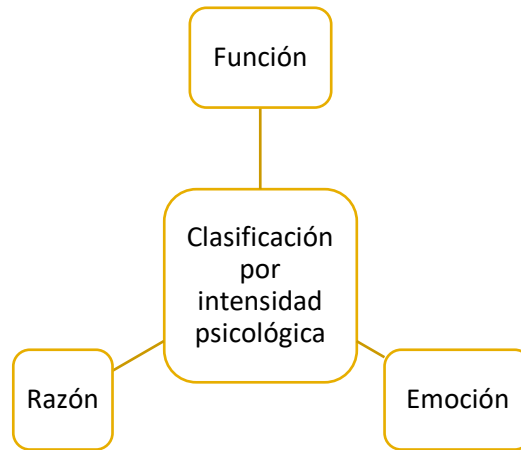 Función
Clasificación
por
intensidad
psicológica
Razón
Emoción